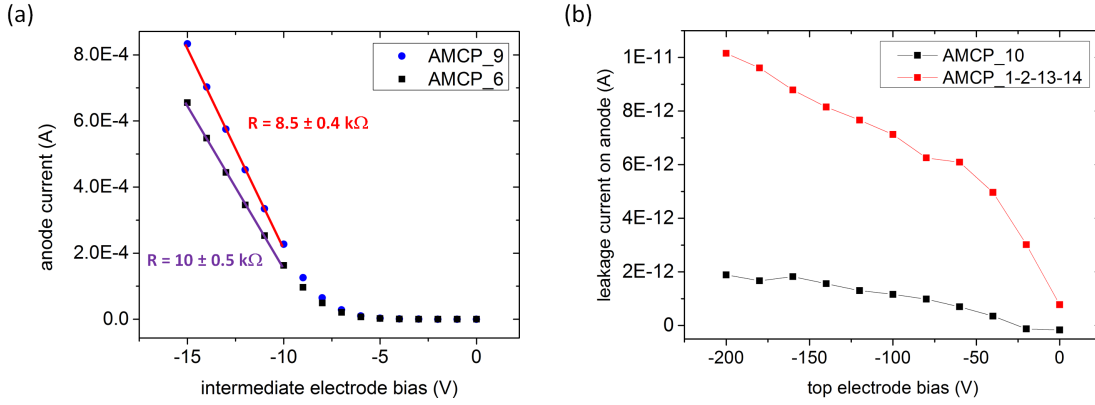 (a)
8.0E-4
6.0E-4
4.0E-4
2.0E-4
0.0
anode current (A)
AMCP_9
AMCP_6
R = 8.5 ± 0.4 kΩ
R = 10 ± 0.5 kΩ
-15
-10
-5
0
intermediate electrode bias (V)
(b)
1E-11
8E-12
6E-12
4E-12
2E-12
0
leakage current on anode (A)
AMCP_10
AMCP_1-2-13-14
-200
-150
-100
-50
0
top electrode bias (V)